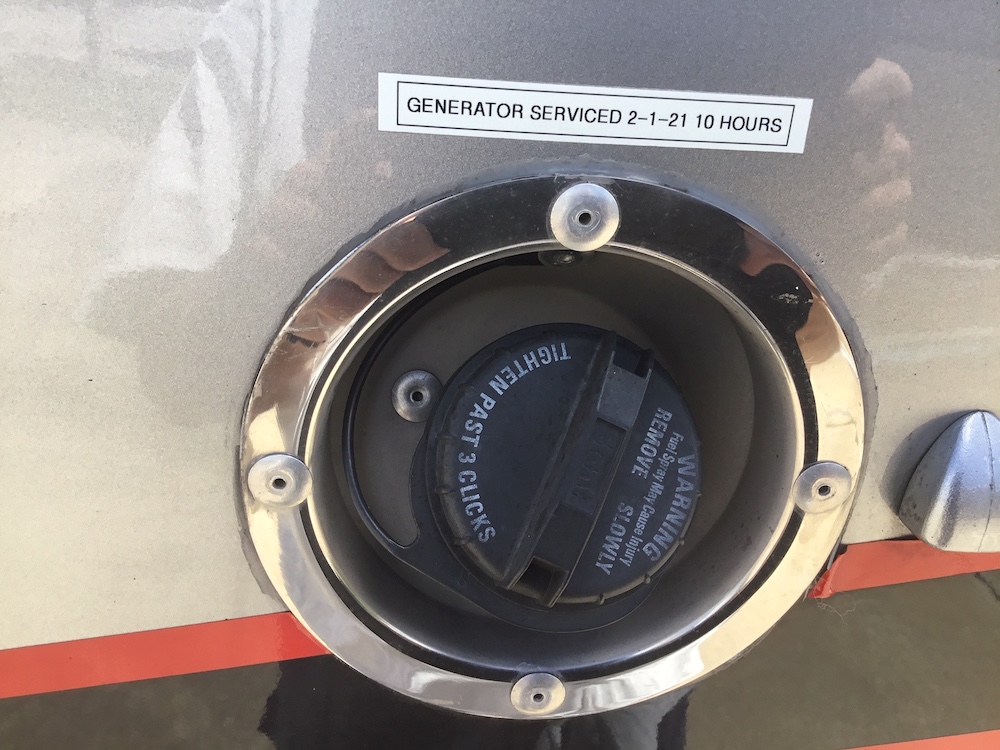 GENERATOR SERVICED 2-1-21 10 HOURS
TIGHTEN PAST 3 CLICKS
WARNING
Fuel Spray May Cause Injury
REMOVE SLOWLY